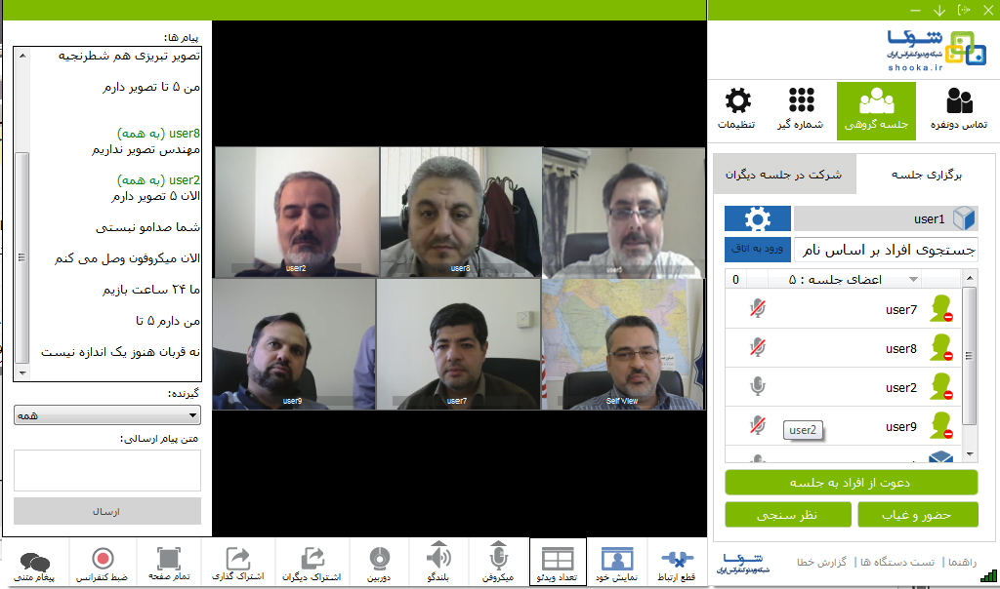 پیام ها:
تصویر تبریزی هم شطرنجیه
من ۵ تا تصویر دارم
user8 (به همه)
مهندس تصویر نداریم
user2 (به همه)
الان ۵ تصویر دارم
شما صدامو نیستی
الان میکروفون وصل می کنم
ما ۲۴ ساعت بازیم
من دارم ۵ تا
نه قربان هنوز یک اندازه نیست
گیرنده:
همه
متن پیام ارسالی:
ارسال
user2
user8
user5
user9
user7
Self View
پیغام متنی
ضبط کنفرانس
تمام صفحه
اشتراک گذاری
اشتراک دیگران
دوربین
بلندگو
میکروفن
تعداد ویدئو
نمایش خود
قطع ارتباط
شوکا
شبکه ویدئو کنفرانس ایران
shooka.ir
تماس دونفره
جلسه گروهی
شماره گیر
تنظیمات
برگزاری جلسه
شرکت در جلسه دیگران
user1
جستجوی افراد بر اساس نام
ورود به اتاق
اعضای جلسه : ۵
0
user7
user8
user2
user9
user2
دعوت از افراد به جلسه
حضور و غیاب
نظر سنجی
راهنما | تست دستگاه ها | گزارش خطا
شوکا
شبکه ویدئو کنفرانس ایران